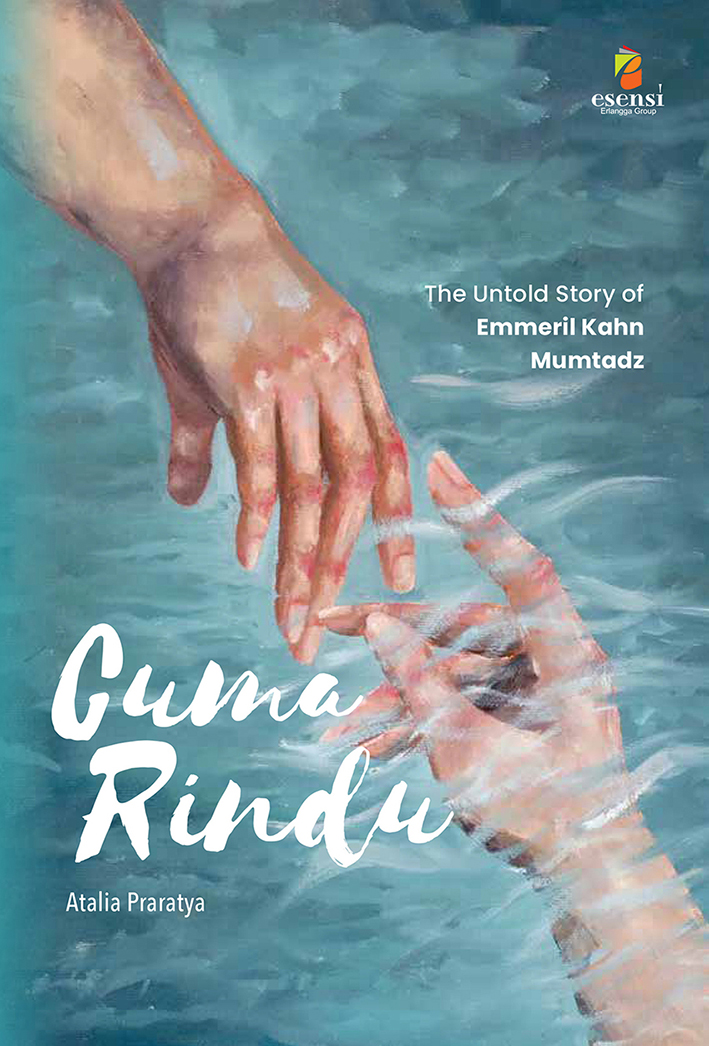 esensi
Erlangga Group
The Untold Story of
Emmeril Kahn
Mumtadz
Cuma
Rindu
Atalia Praratya